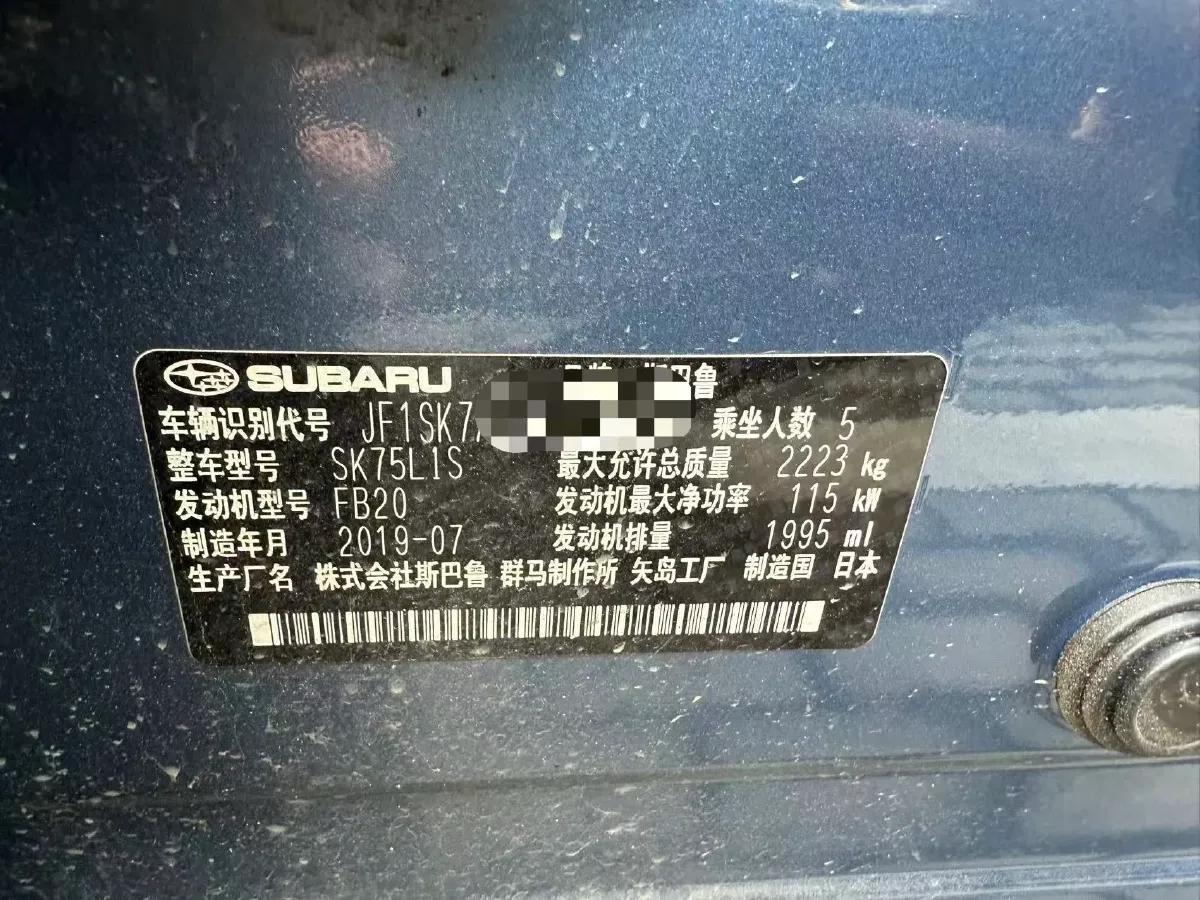 SUBARU 斯巴鲁
车辆识别代号 JF1SK7 乘坐人数 5
整车型号 SK75L1S 最大允许总质量 2223 kg
发动机型号 FB20 发动机最大净功率 115 kW
制造年月 2019-07 发动机排量 1995 ml
生产厂名 株式会社斯巴鲁 群马制作所 矢岛工厂 制造国 日本